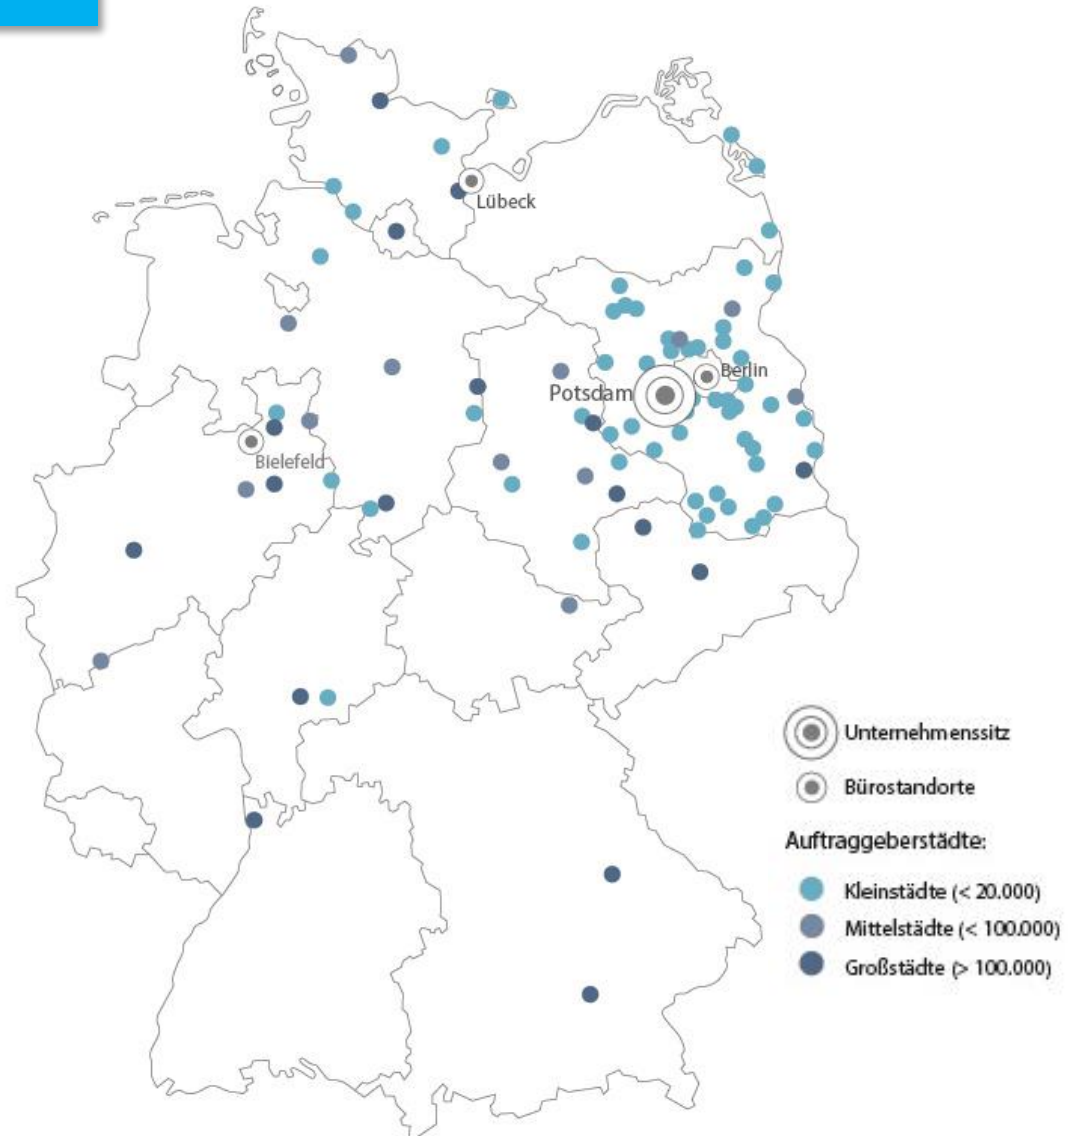 Lübeck
Berlin
Potsdam
Bielefeld
Unternehmenssitz
Bürostandorte
Auftraggeberstädte:
Kleinstädte (< 20.000)
Mittelstädte (< 100.000)
Großstädte (> 100.000)